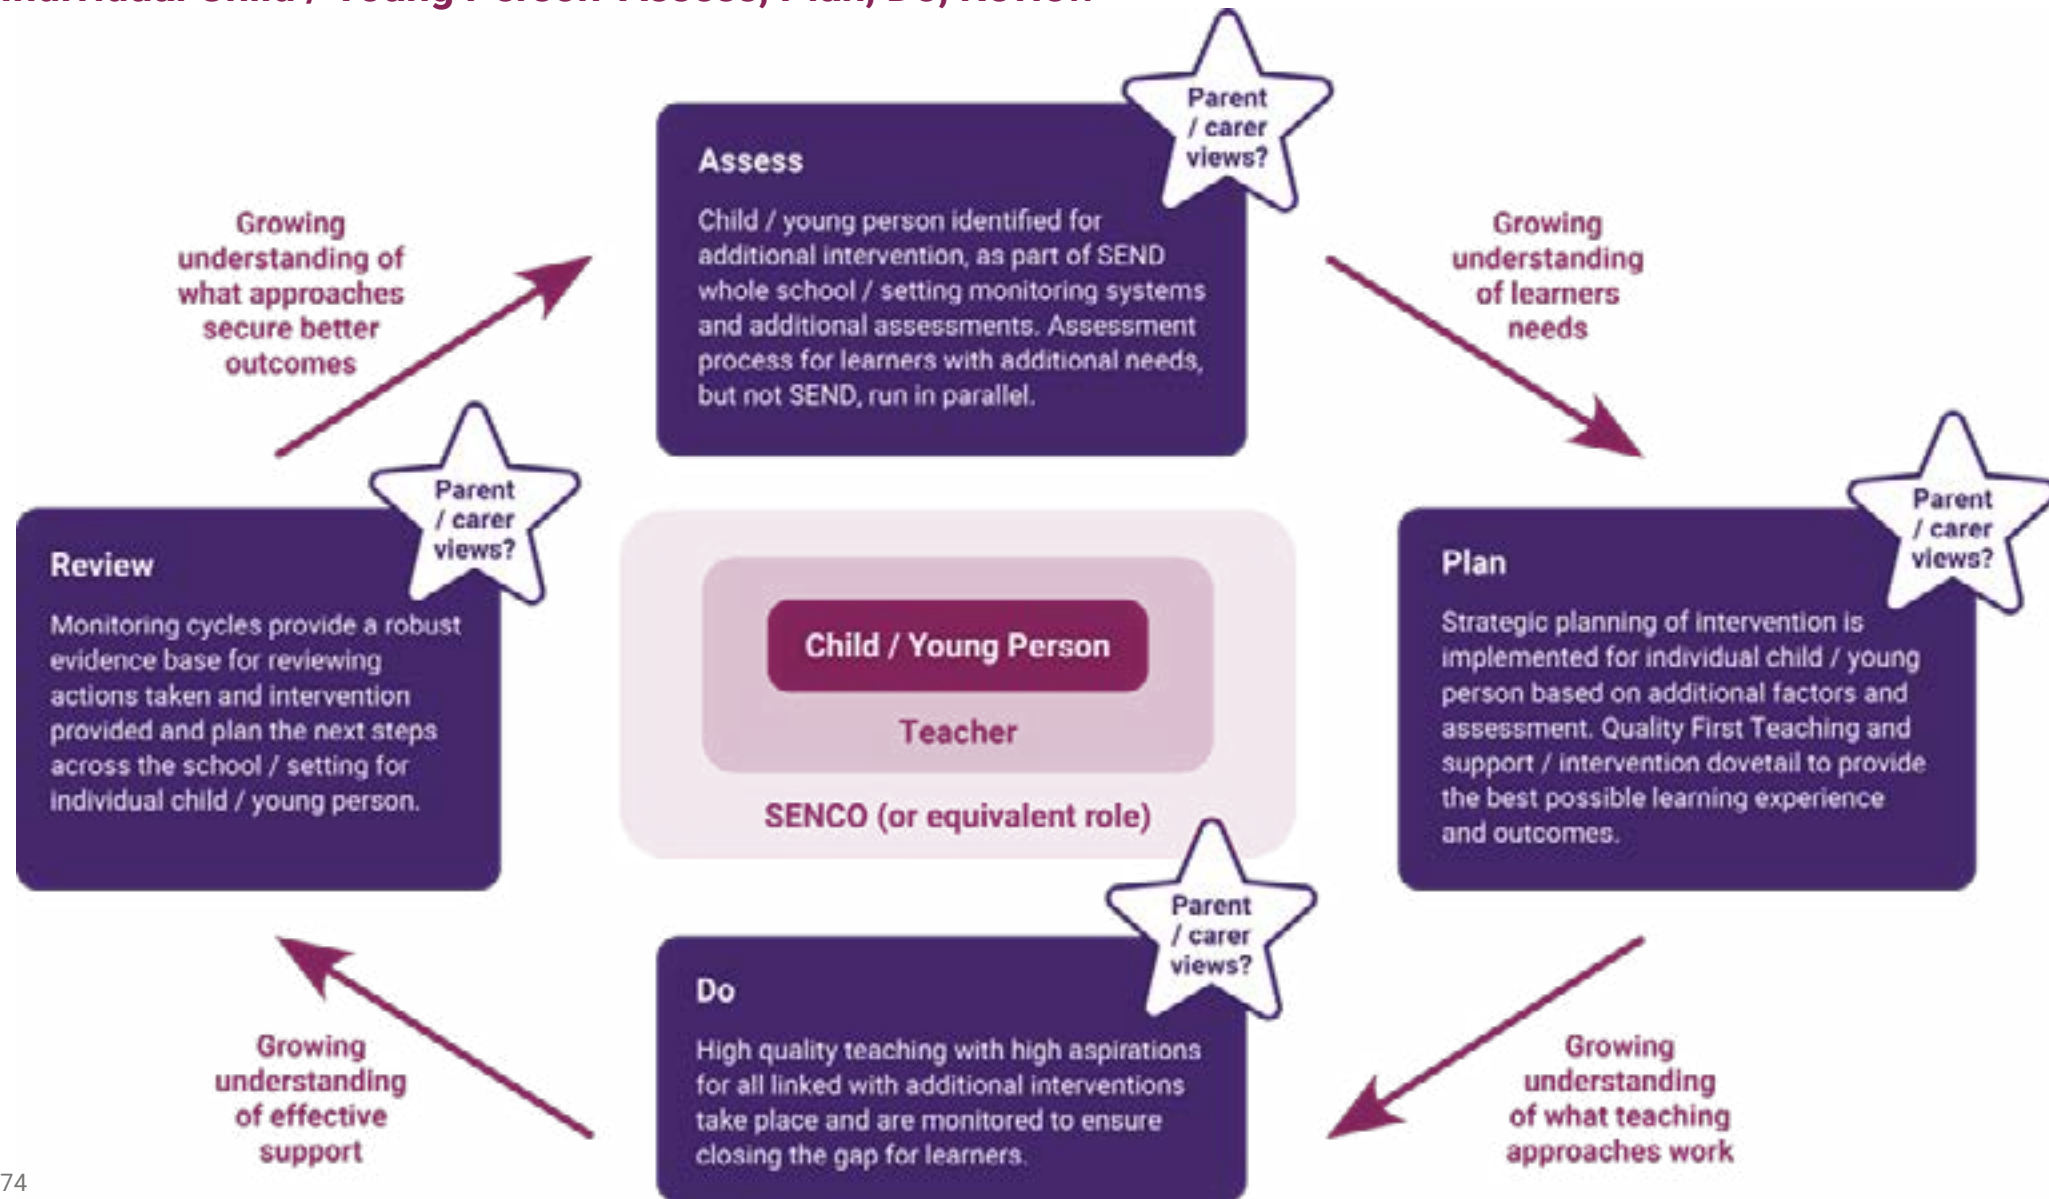 Individual Child / Young Person Assess, Plan, Do, Review
Parent
/ carer
views?
Assess
Child / young person identified for
additional intervention, as part of SEND
whole school / setting monitoring systems
and additional assessments. Assessment
process for learners with additional needs,
but not SEND, run in parallel.
Growing
understanding of
what approaches
secure better
outcomes
Growing
understanding
of learners
needs
Parent
/ carer
views?
Review
Monitoring cycles provide a robust
evidence base for reviewing
actions taken and intervention
provided and plan the next steps
across the school / setting for
individual child / young person.
Child / Young Person
Teacher
SENCO (or equivalent role)
Parent
/ carer
views?
Plan
Strategic planning of intervention is
implemented for individual child / young
person based on additional factors and
assessment. Quality First Teaching and
support / intervention dovetail to provide
the best possible learning experience
and outcomes.
Parent
/ carer
views?
Do
High quality teaching with high aspirations
for all linked with additional interventions
take place and are monitored to ensure
closing the gap for learners.
Growing
understanding
of effective
support
Growing
understanding
of what teaching
approaches work
74